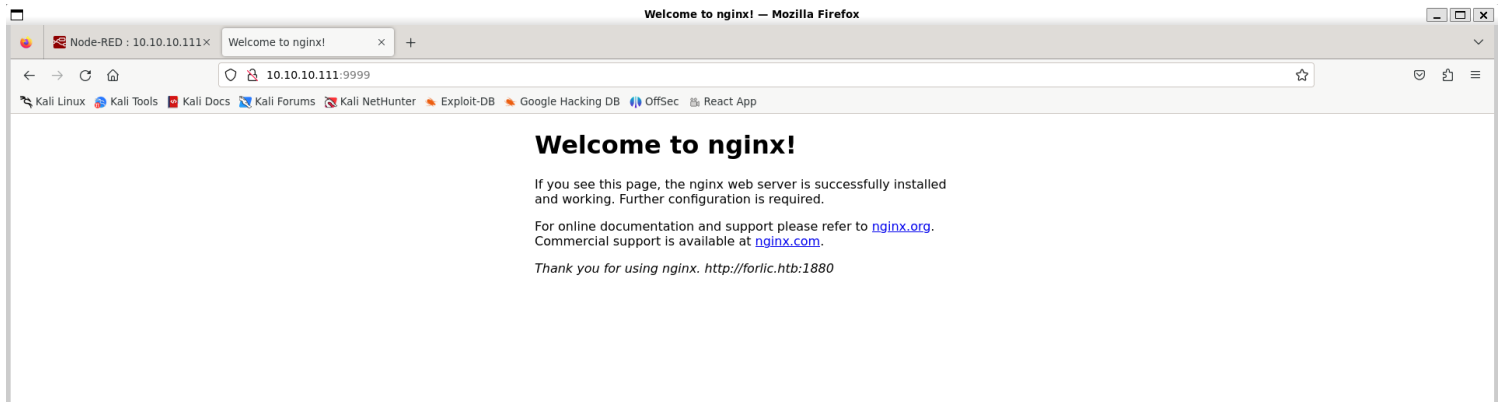 Welcome to nginx! — Mozilla Firefox
Node-RED : 10.10.10.111
Welcome to nginx!
10.10.10.111:9999
Kali Linux Kali Tools Kali Docs Kali Forums Kali NetHunter Exploit-DB Google Hacking DB OffSec React App
Welcome to nginx!
If you see this page, the nginx web server is successfully installed
and working. Further configuration is required.
For online documentation and support please refer to nginx.org.
Commercial support is available at nginx.com.
Thank you for using nginx. http://forlic.htb:1880